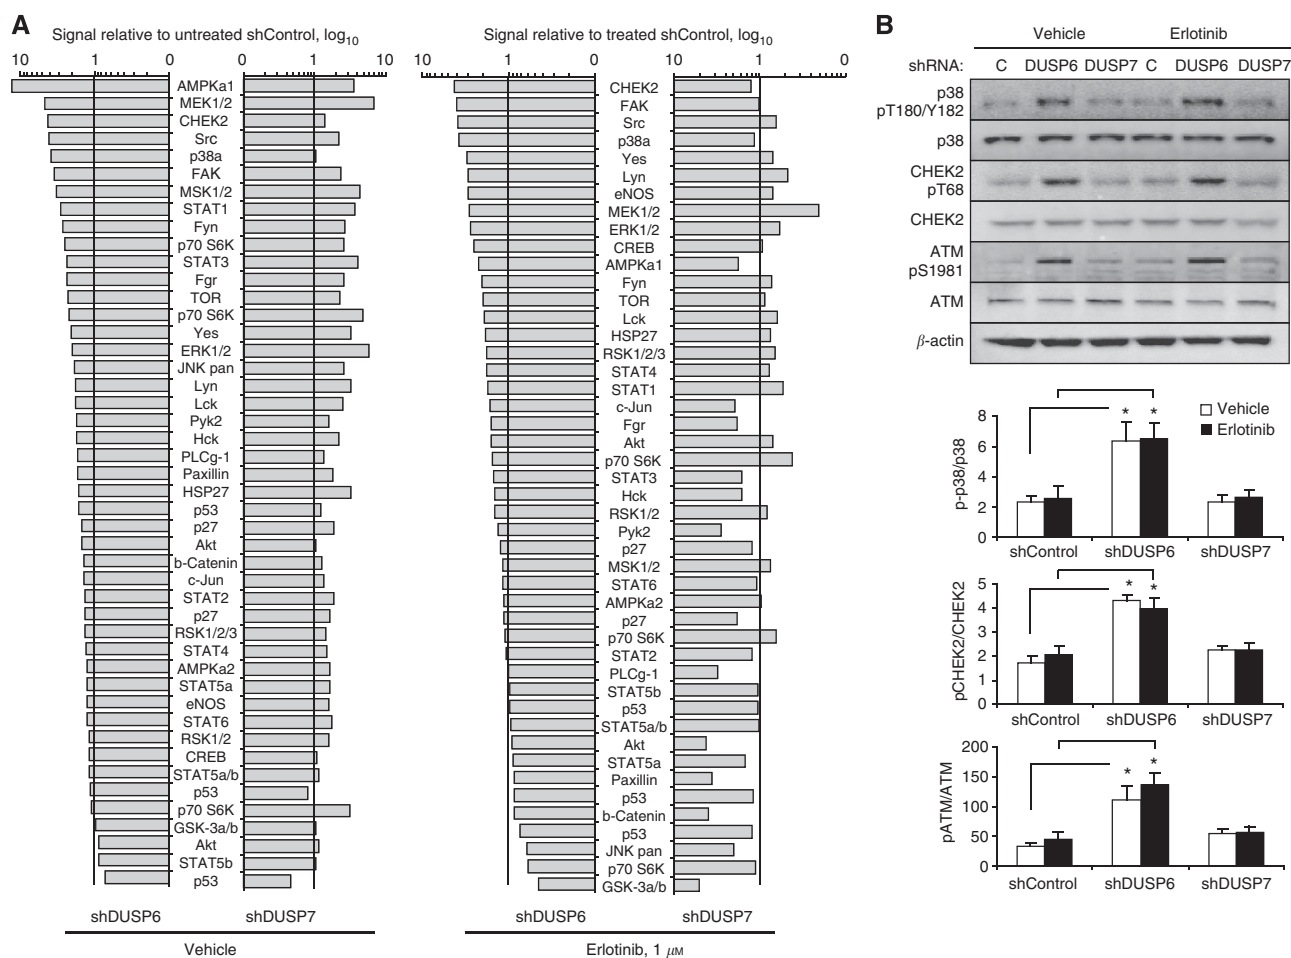 A
Signal relative to untreated shControl, log10
10 1 0 0 1 10
AMPKa1
MEK1/2
CHEK2
Src
p38a
FAK
MSK1/2
STAT1
Fyn
p70 S6K
STAT3
Fgr
TOR
p70 S6K
Yes
ERK1/2
JNK pan
Lyn
Lck
Pyk2
Hck
PLCg-1
Paxillin
HSP27
p53
p27
Akt
b-Catenin
c-Jun
STAT2
p27
RSK1/2/3
STAT4
AMPKa2
STAT5a
eNOS
STAT6
RSK1/2
CREB
STAT5a/b
p53
p70 S6K
GSK-3a/b
Akt
STAT5b
p53
shDUSP6 shDUSP7
Vehicle
Signal relative to treated shControl, log10
10 1 0 10 1 0
CHEK2
FAK
Src
p38a
Yes
Lyn
eNOS
MEK1/2
ERK1/2
CREB
AMPKa1
Fyn
TOR
Lck
HSP27
RSK1/2/3
STAT4
STAT1
c-Jun
Fgr
Akt
p70 S6K
STAT3
Hck
RSK1/2
Pyk2
p27
MSK1/2
STAT6
AMPKa2
p27
p70 S6K
STAT2
PLCg-1
STAT5b
p53
STAT5a/b
Akt
STAT5a
Paxillin
p53
b-Catenin
p53
JNK pan
p70 S6K
GSK-3a/b
shDUSP6 shDUSP7
Erlotinib, 1 μM
B
Vehicle Erlotinib
shRNA: C DUSP6 DUSP7 C DUSP6 DUSP7
p38
pT180/Y182
p38
CHEK2
pT68
CHEK2
ATM
pS1981
ATM
β-actin
Vehicle
Erlotinib
p-p38/p38
8
6
4
2
0
* *
shControl shDUSP6 shDUSP7
pCHEK2/CHEK2
5
4
3
2
1
0
* *
shControl shDUSP6 shDUSP7
pATM/ATM
200
150
100
50
0
* *
shControl shDUSP6 shDUSP7